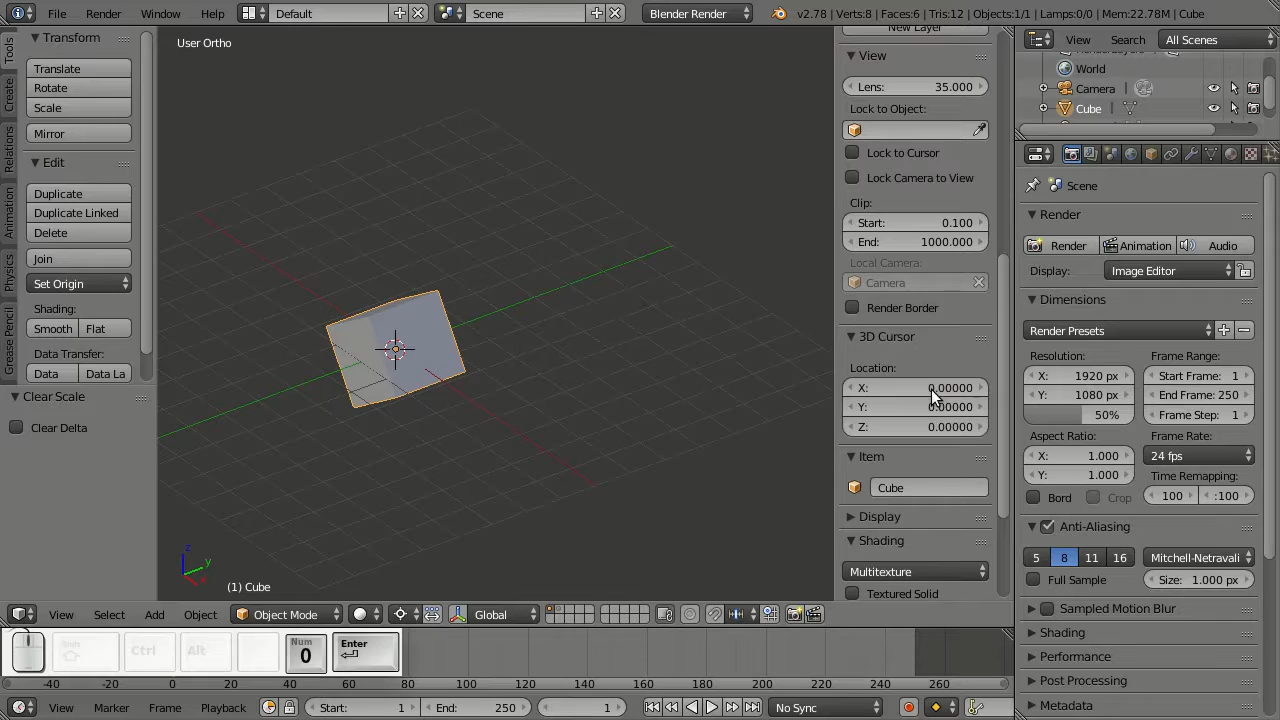 File Render Window Help Default Scene Blender Render v2.78 | Verts:8 | Faces:6 | Tris:12 | Objects:1/1 | Lamps:0/0 | Mem:22.78M | Cube
Tools
Create
Relations
Animation
Physics
Grease Pencil
Transform
Translate
Rotate
Scale
Mirror
Edit
Duplicate
Duplicate Linked
Delete
Join
Set Origin
Shading:
Smooth Flat
Data Transfer:
Data Data La
Clear Scale
Clear Delta
User Ortho
z
y
x
(1) Cube
New Layer
View
Lens: 35.000
Lock to Object:
Lock to Cursor
Lock Camera to View
Clip:
Start: 0.100
End: 1000.000
Local Camera:
Camera
Render Border
3D Cursor
Location:
X: 0.00000
Y: 0.00000
Z: 0.00000
Item
Cube
Display
Shading
Multitexture
Textured Solid
View Search All Scenes
World
Camera
Cube
Scene
Render
Render Animation Audio
Display: Image Editor
Dimensions
Render Presets
Resolution: Frame Range:
X: 1920 px Start Frame: 1
Y: 1080 px End Frame: 250
50% Frame Step: 1
Aspect Ratio: Frame Rate:
X: 1.000 24 fps
Y: 1.000 Time Remapping:
Bord Crop 100 :100
Anti-Aliasing
5 8 11 16 Mitchell-Netravali
Full Sample Size: 1.000 px
Sampled Motion Blur
Shading
Performance
Post Processing
Metadata
View Select Add Object Object Mode Global
Shift Ctrl Alt Num 0 Enter
-40 -20 0 20 40 60 80 100 120 140 160 180 200 220 240 260
View Marker Frame Playback Start: 1 End: 250 1 No Sync